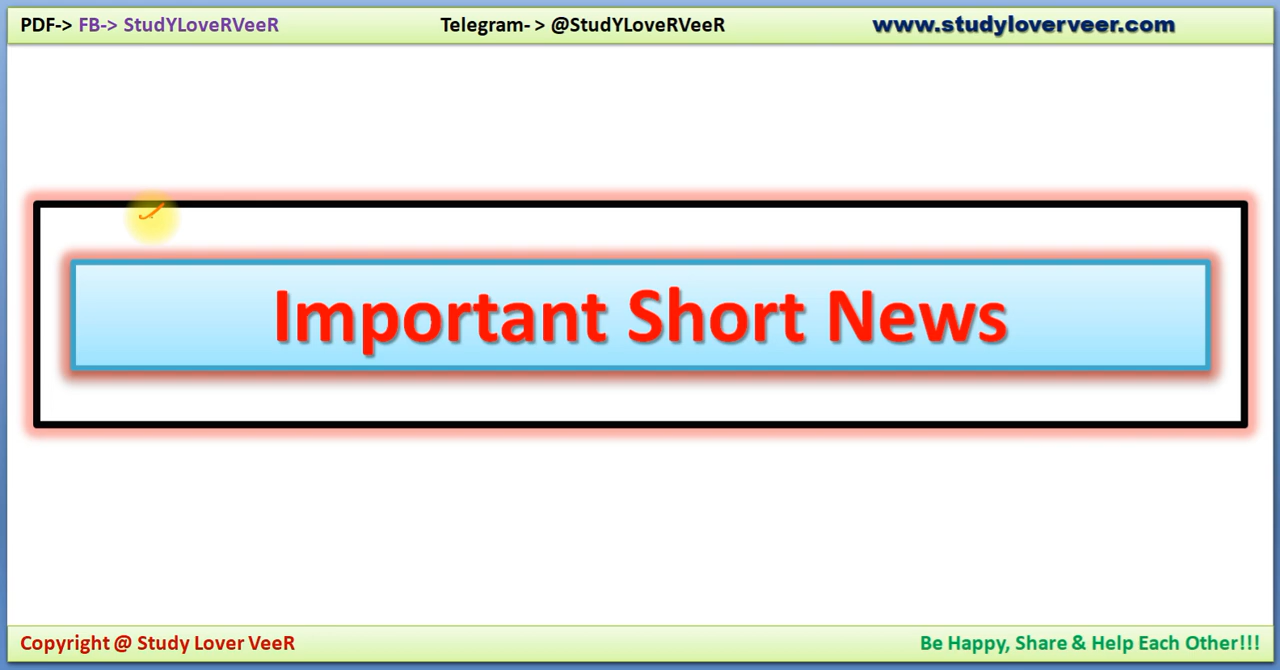 PDF-> FB-> StudYLoveRVeeR Telegram- > @StudYLoveRVeeR www.studyloverveer.com
Important Short News
Copyright @ Study Lover VeeR Be Happy, Share & Help Each Other!!!